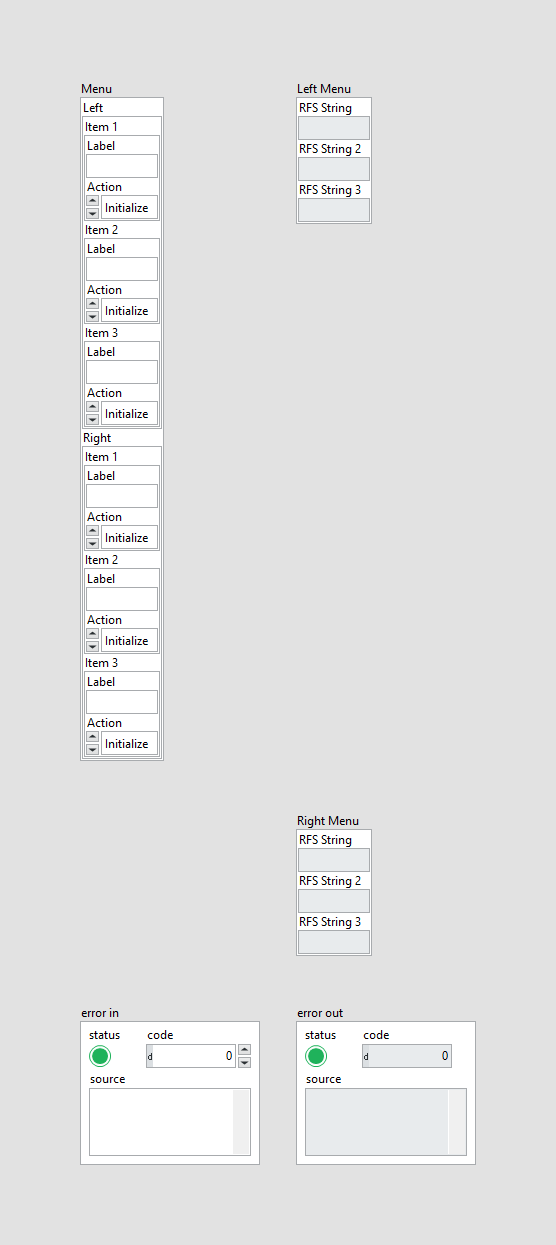 Menu
Left
Item 1
Label
Action
Initialize
Item 2
Label
Action
Initialize
Item 3
Label
Action
Initialize
Right
Item 1
Label
Action
Initialize
Item 2
Label
Action
Initialize
Item 3
Label
Action
Initialize
Left Menu
RFS String
RFS String 2
RFS String 3
Right Menu
RFS String
RFS String 2
RFS String 3
error in
status code
d 0
source
error out
status code
d 0
source